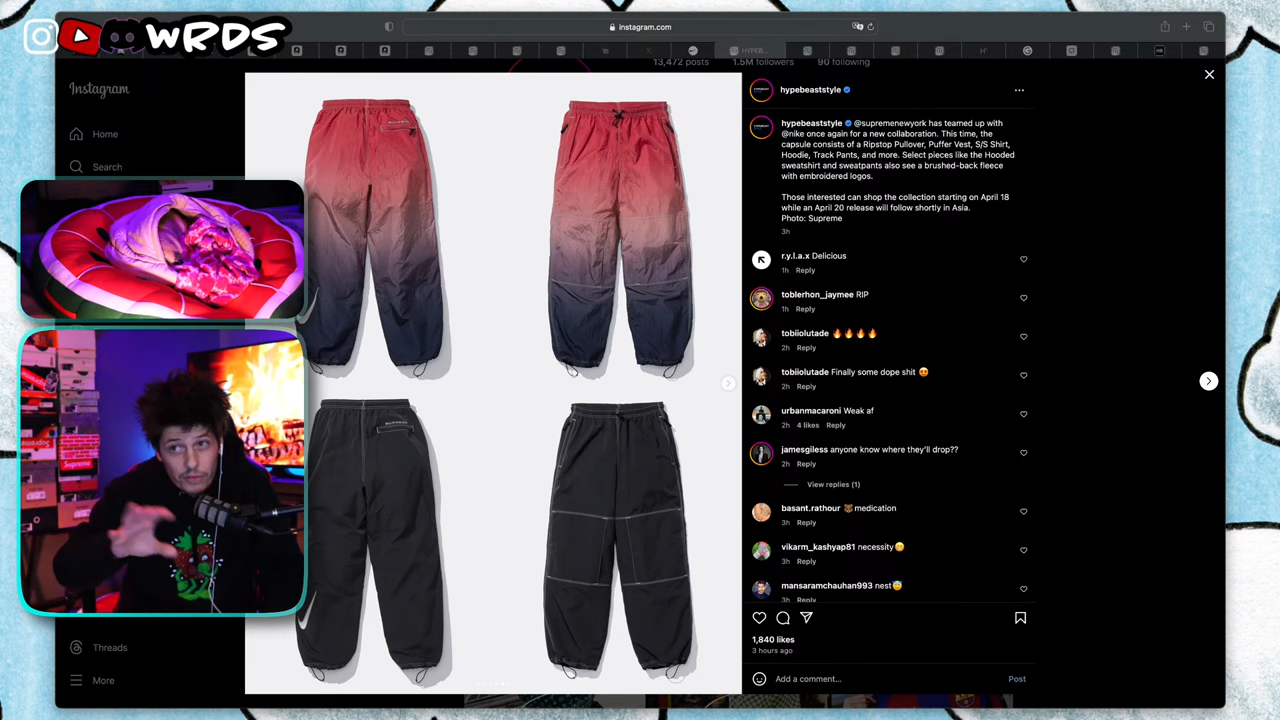 WRDS
instagram.com
HYPEB...
13,472 posts 1.5M followers 90 following
Instagram
Home
Search
Threads
More
Supreme
hypebeaststyle
hypebeaststyle @supremenewyork has teamed up with
@nike once again for a new collaboration. This time, the
capsule consists of a Ripstop Pullover, Puffer Vest, S/S Shirt,
Hoodie, Track Pants, and more. Select pieces like the Hooded
sweatshirt and sweatpants also see a brushed-back fleece
with embroidered logos.
Those interested can shop the collection starting on April 18
while an April 20 release will follow shortly in Asia.
Photo: Supreme
3h
r.y.l.a.x Delicious
1h Reply
toblerhon_jaymee RIP
1h Reply
tobiiolutade 🔥🔥🔥🔥
2h Reply
tobiiolutade Finally some dope shit 😍
2h Reply
urbanmacaroni Weak af
2h 4 likes Reply
jamesgiless anyone know where they'll drop??
2h Reply
View replies (1)
basant.rathour 🐻medication
3h Reply
vikarm_kashyap81 necessity😊
3h Reply
mansaramchauhan993 nest😇
3h Reply
1,840 likes
3 hours ago
Add a comment...
Post